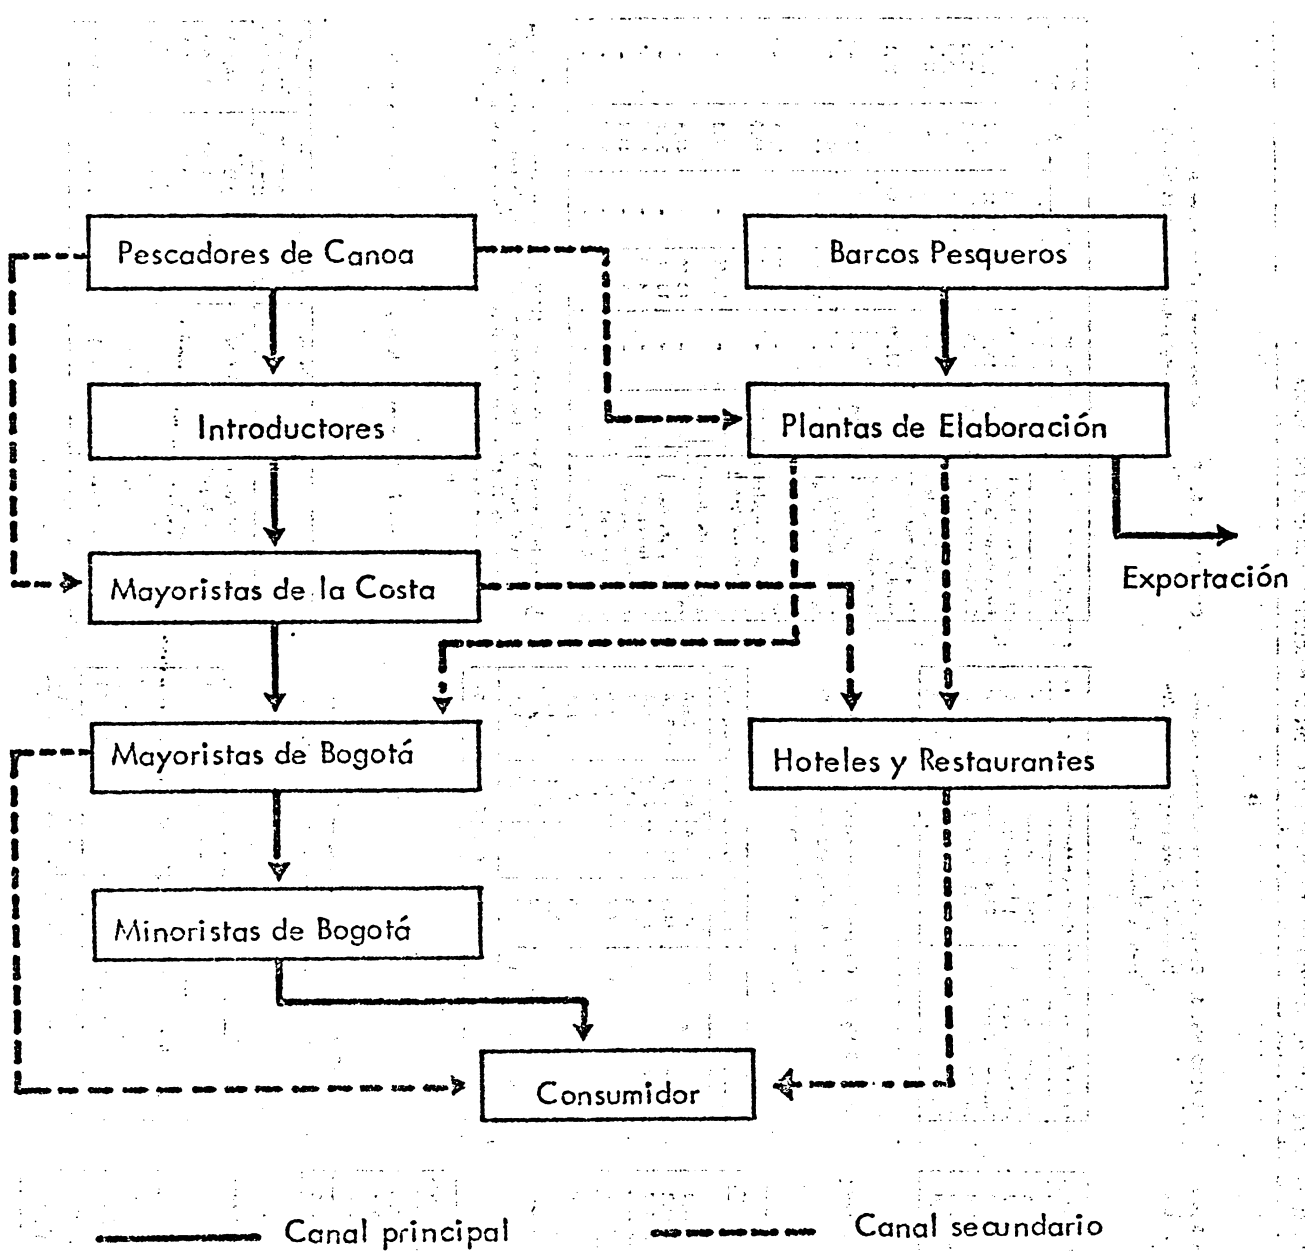 Pescadores de Canoa
Barcos Pesqueros
Introductores
Plantas de Elaboración
Exportación
Mayoristas de la Costa
Mayoristas de Bogotá
Hoteles y Restaurantes
Minoristas de Bogotá
Consumidor
Canal principal
Canal secundario